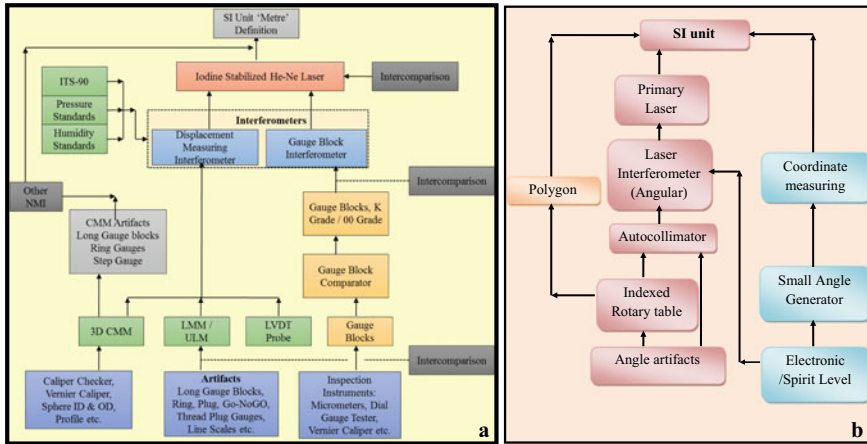 SI Unit 'Metre'
Definition
Iodine Stabilized He-Ne Laser
Intercomparison
ITS-90
Pressure
Standards
Humidity
Standards
Interferometers
Displacement
Measuring
Interferometer
Gauge Block
Interferometer
Intercomparison
Other
NMI
CMM Artifacts
Long Gauge blocks
Ring Gauges
Step Gauge
Gauge Blocks, K
Grade / 00 Grade
Gauge Block
Comparator
3D CMM
LMM /
ULM
LVDT
Probe
Gauge
Blocks
Intercomparison
Caliper Checker,
Vernier Caliper,
Sphere ID & OD,
Profile etc.
Artifacts
Long Gauge Blocks,
Ring, Plug, Go-NoGO,
Thread Plug Gauges,
Line Scales etc.
Inspection
Instruments:
Micrometers, Dial
Gauge Tester,
Vernier Caliper etc.
a
SI unit
Primary
Laser
Laser
Interferometer
(Angular)
Polygon
Coordinate
measuring
Autocollimator
Indexed
Rotary table
Small Angle
Generator
Angle artifacts
Electronic
/Spirit Level
b